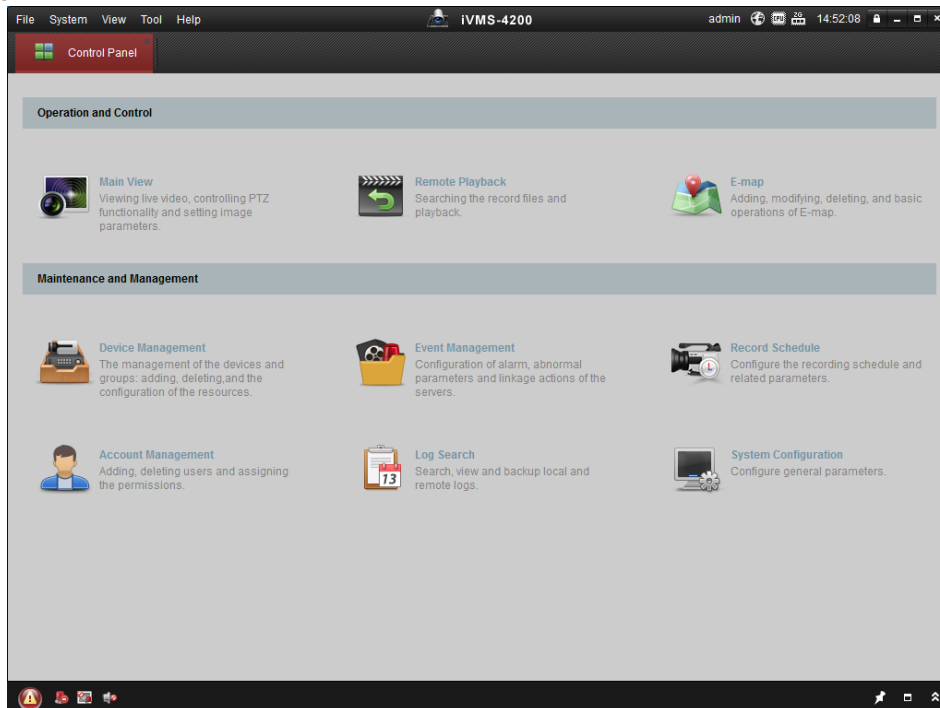 File System View Tool Help iVMS-4200 admin CPU 2G 14:52:08
Control Panel
Operation and Control
Main View
Viewing live video, controlling PTZ
functionality and setting image
parameters.
Remote Playback
Searching the record files and
playback.
E-map
Adding, modifying, deleting, and basic
operations of E-map.
Maintenance and Management
Device Management
The management of the devices and
groups: adding, deleting,and the
configuration of the resources.
Event Management
Configuration of alarm, abnormal
parameters and linkage actions of the
servers.
Record Schedule
Configure the recording schedule and
related parameters.
Account Management
Adding, deleting users and assigning
the permissions.
13
Log Search
Search, view and backup local and
remote logs.
System Configuration
Configure general parameters.